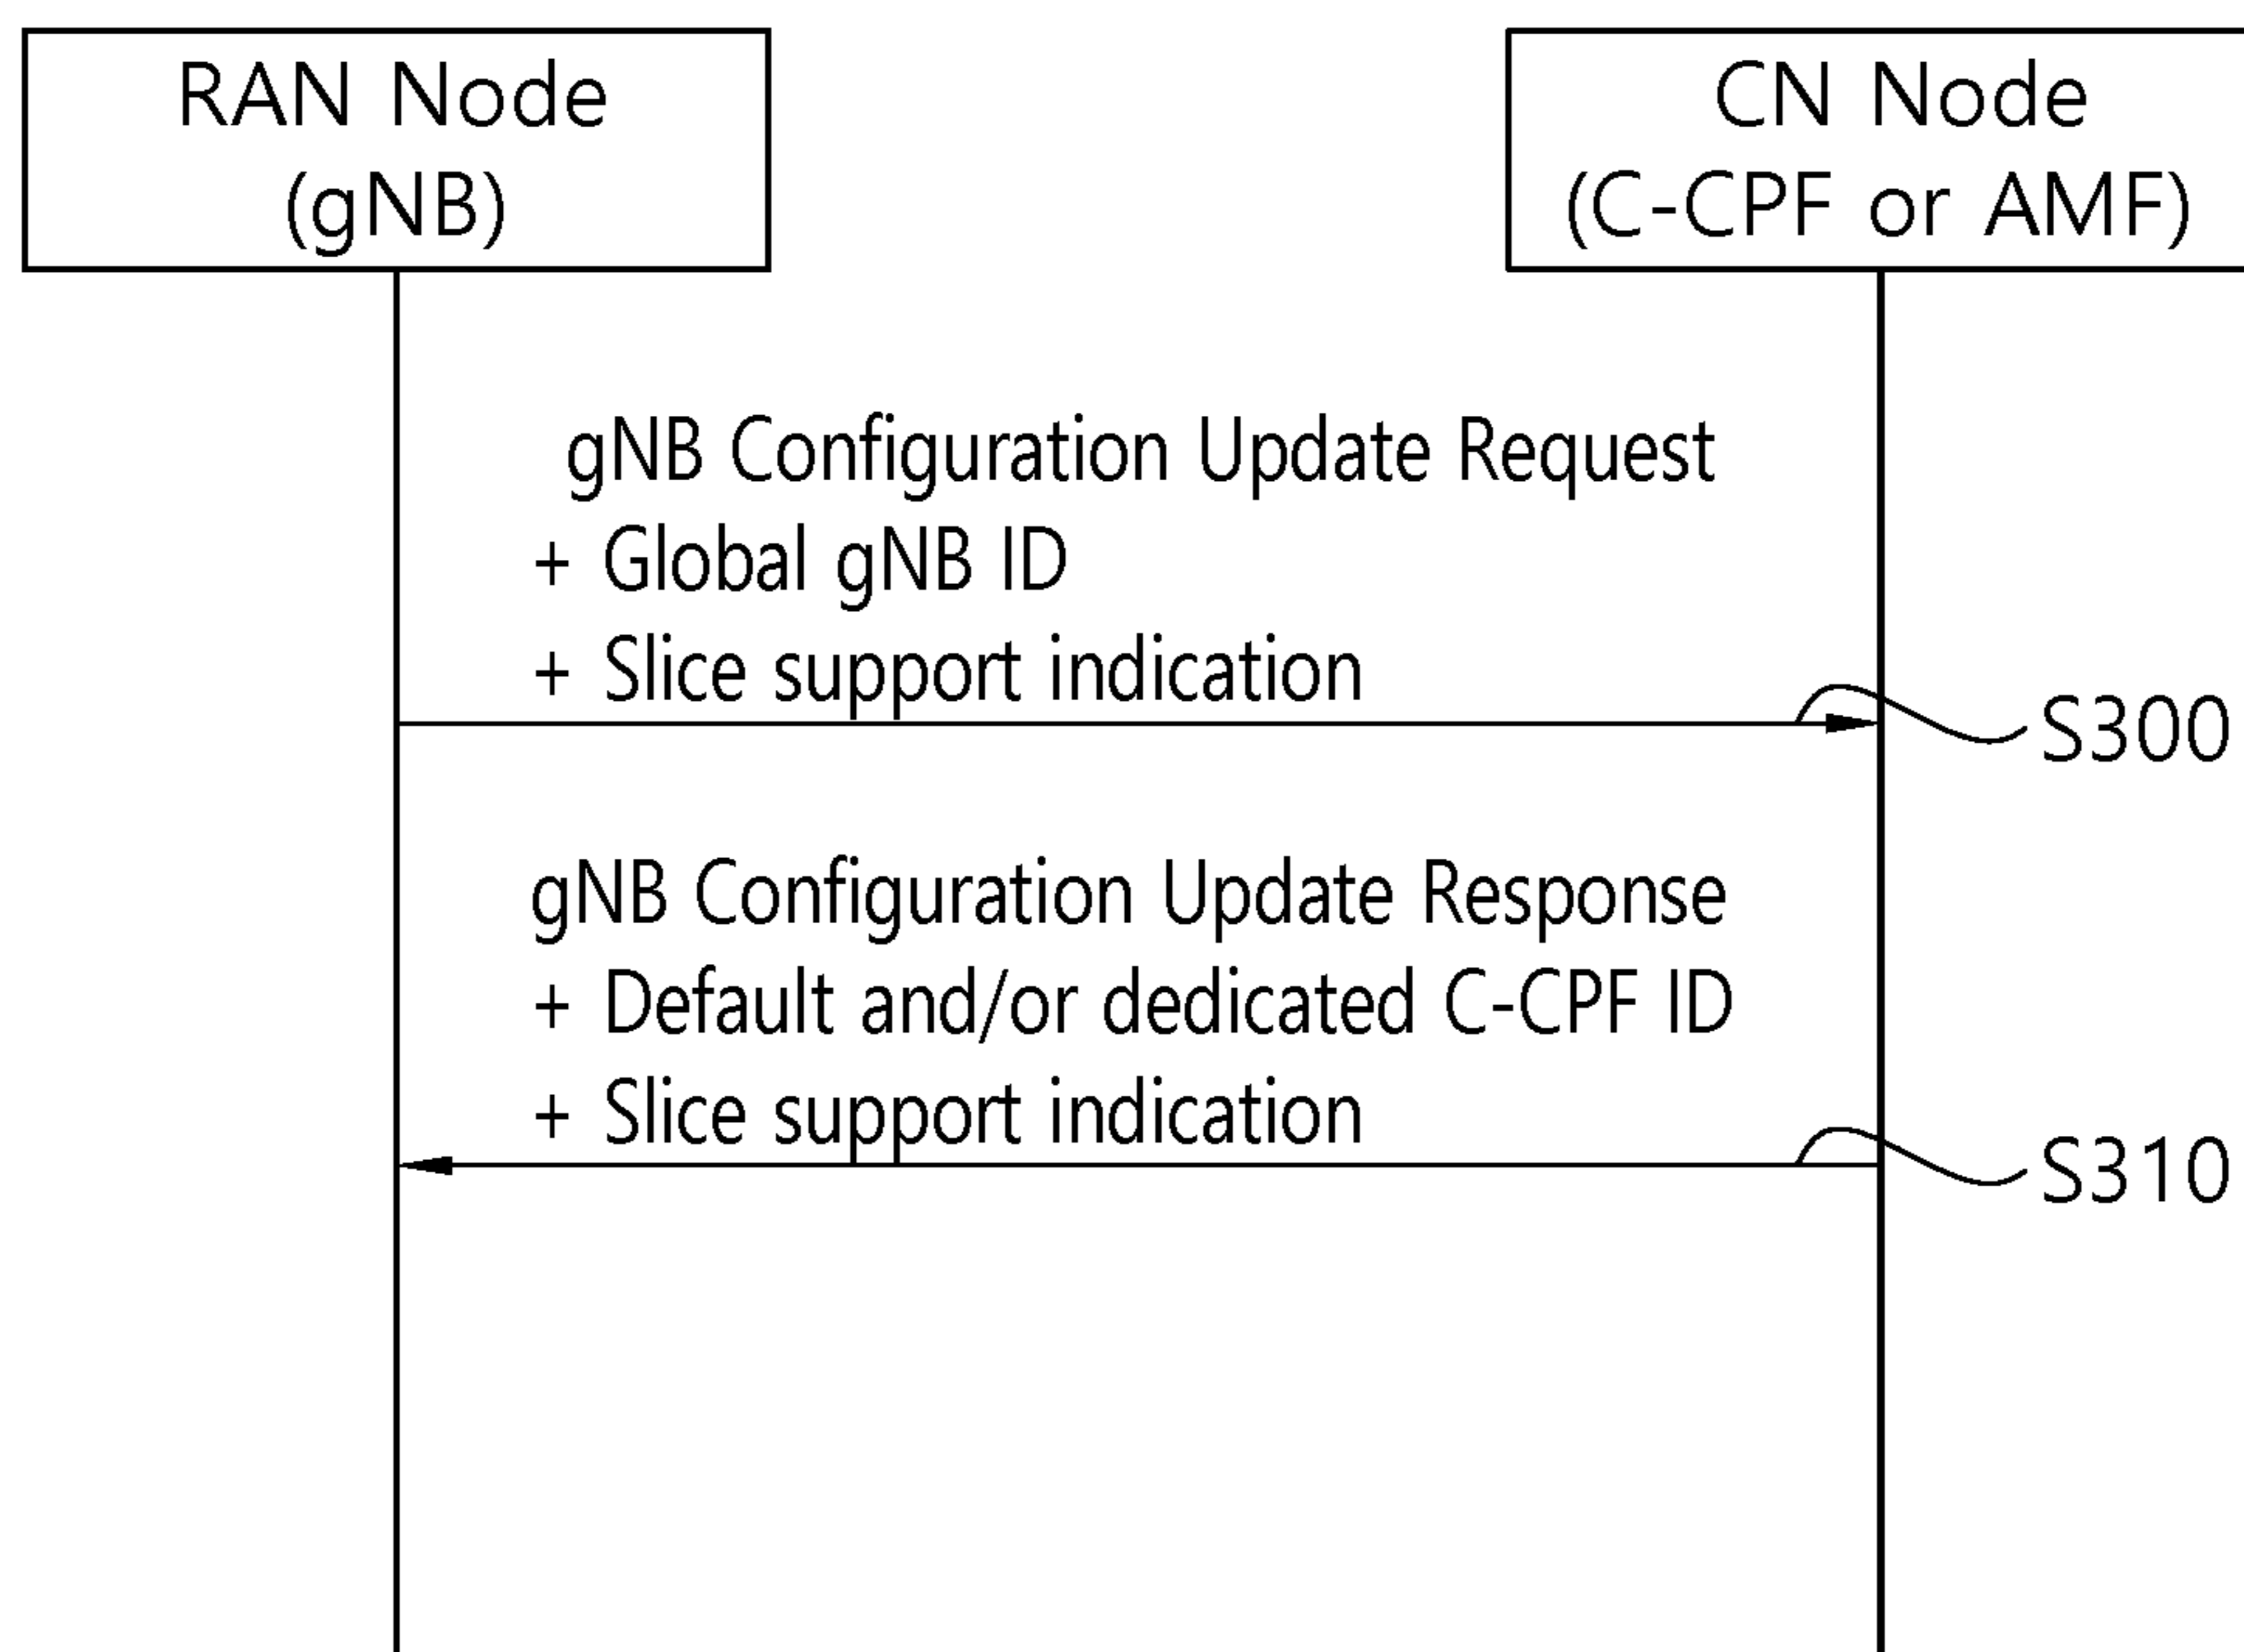 RAN Node
(gNB)
CN Node
(C-CPF or AMF)
gNB Configuration Update Request
+ Global gNB ID
+ Slice support indication
S300
gNB Configuration Update Response
+ Default and/or dedicated C-CPF ID
+ Slice support indication
S310